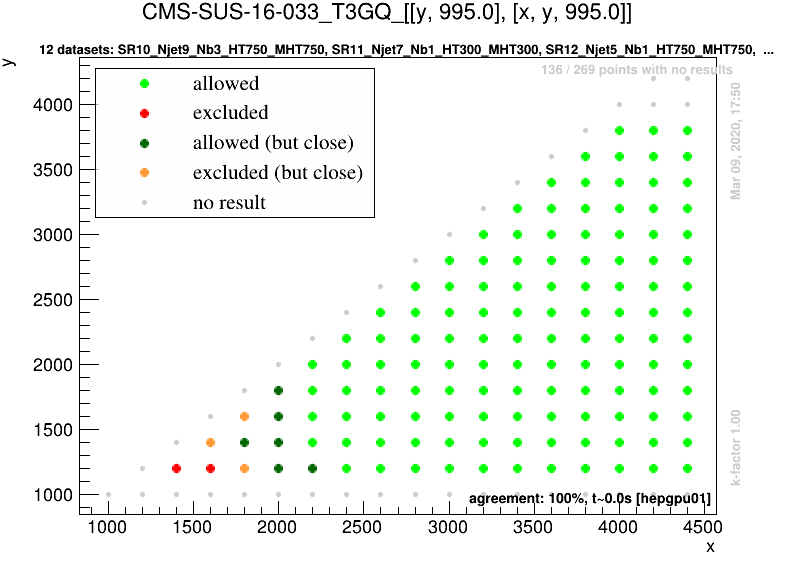 CMS-SUS-16-033_T3GQ_[[y, 995.0], [x, y, 995.0]]
12 datasets: SR10_Njet9_Nb3_HT750_MHT750, SR11_Njet7_Nb1_HT300_MHT300, SR12_Njet5_Nb1_HT750_MHT750, ...
136 / 269 points with no results
y
allowed
excluded
allowed (but close)
excluded (but close)
no result
4000
3500
3000
2500
2000
1500
1000
Mar 09, 2020, 17:50
k-factor 1.00
agreement: 100%, t~0.0s [hepgpu01]
1000 1500 2000 2500 3000 3500 4000 4500
x